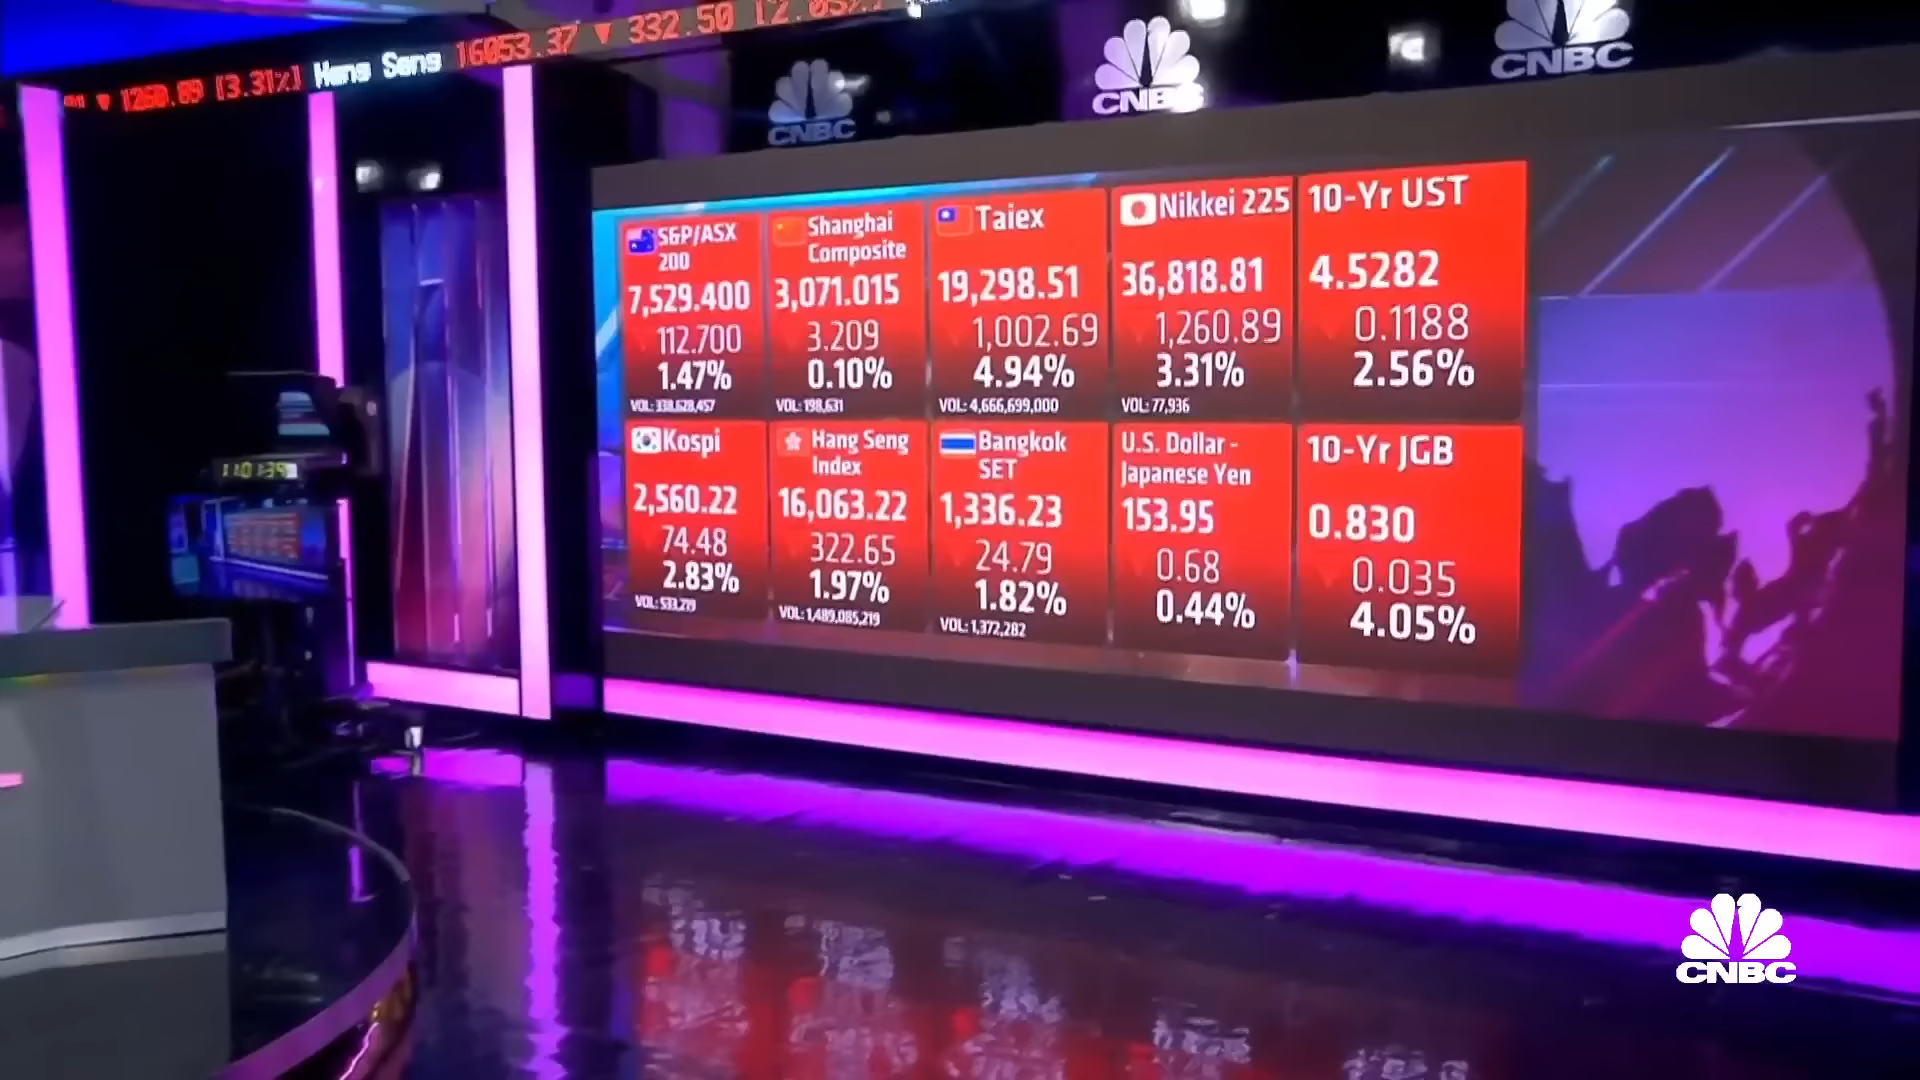 ▼ 1260.89 (3.31%) Hang Seng 16053.37 ▼ 332.50
CNBC
CNBC
CNBC
S&P/ASX
200
7,529.400
112.700
1.47%
VOL: 338,628,457
Shanghai
Composite
3,071.015
3.209
0.10%
VOL: 198,631
Taiex
19,298.51
1,002.69
4.94%
VOL: 4,666,699,000
Nikkei 225
36,818.81
1,260.89
3.31%
VOL: 77,936
10-Yr UST
4.5282
0.1188
2.56%
Kospi
2,560.22
74.48
2.83%
VOL: 533,279
Hang Seng
Index
16,063.22
322.65
1.97%
VOL: 1,489,085,219
Bangkok
SET
1,336.23
24.79
1.82%
VOL: 1,372,282
U.S. Dollar -
Japanese Yen
153.95
0.68
0.44%
10-Yr JGB
0.830
0.035
4.05%
CNBC